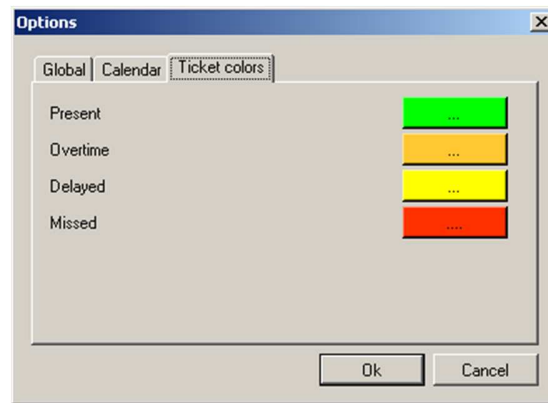 Options
Global Calendar Ticket colors
Present ...
Overtime ...
Delayed ...
Missed ....
Ok Cancel